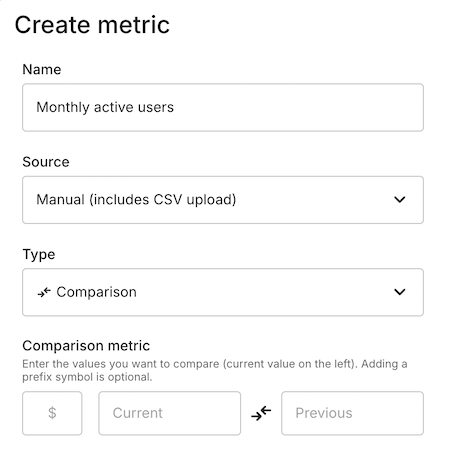 Create metric
Name
Monthly active users
Source
Manual (includes CSV upload)
Type
Comparison
Comparison metric
Enter the values you want to compare (current value on the left). Adding a
prefix symbol is optional.
$ Current Previous